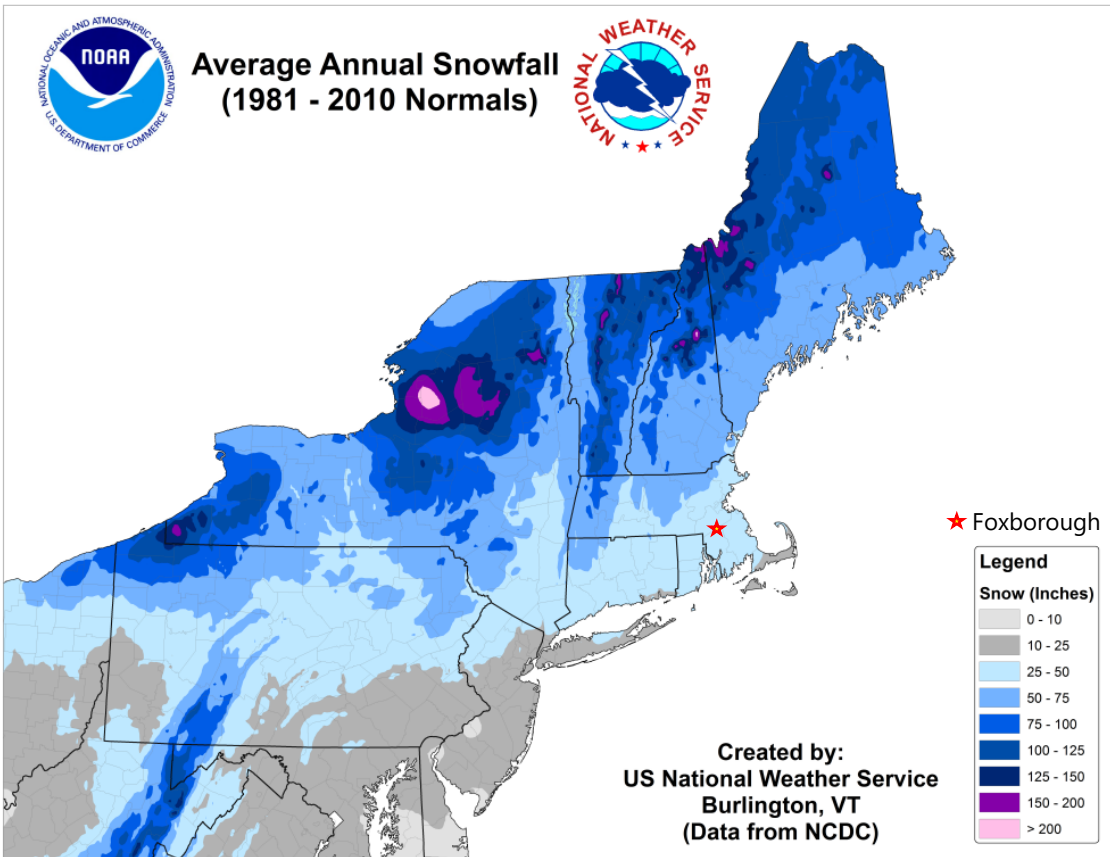 NATIONAL OCEANIC AND ATMOSPHERIC ADMINISTRATION
NOAA
U.S. DEPARTMENT OF COMMERCE
Average Annual Snowfall
(1981 - 2010 Normals)
NATIONAL WEATHER SERVICE
Foxborough
Legend
Snow (Inches)
0 - 10
10 - 25
25 - 50
50 - 75
75 - 100
100 - 125
125 - 150
150 - 200
> 200
Created by:
US National Weather Service
Burlington, VT
(Data from NCDC)